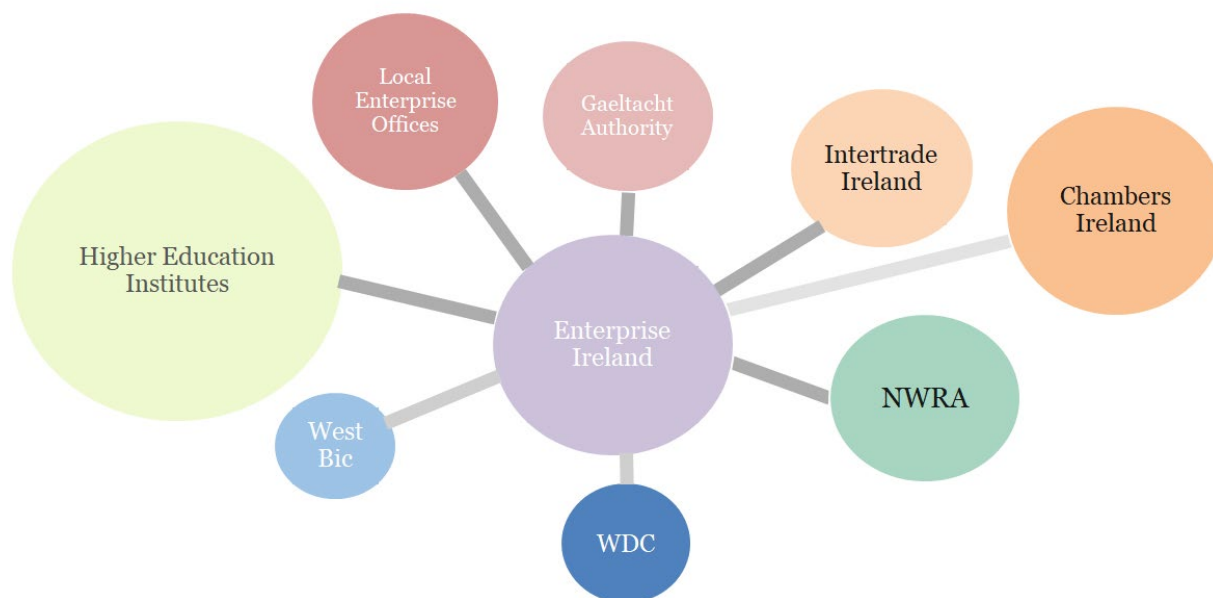 Local
Enterprise
Offices
Gaeltacht
Authority
Intertrade
Ireland
Chambers
Ireland
Higher Education
Institutes
Enterprise
Ireland
NWRA
West
Bic
WDC